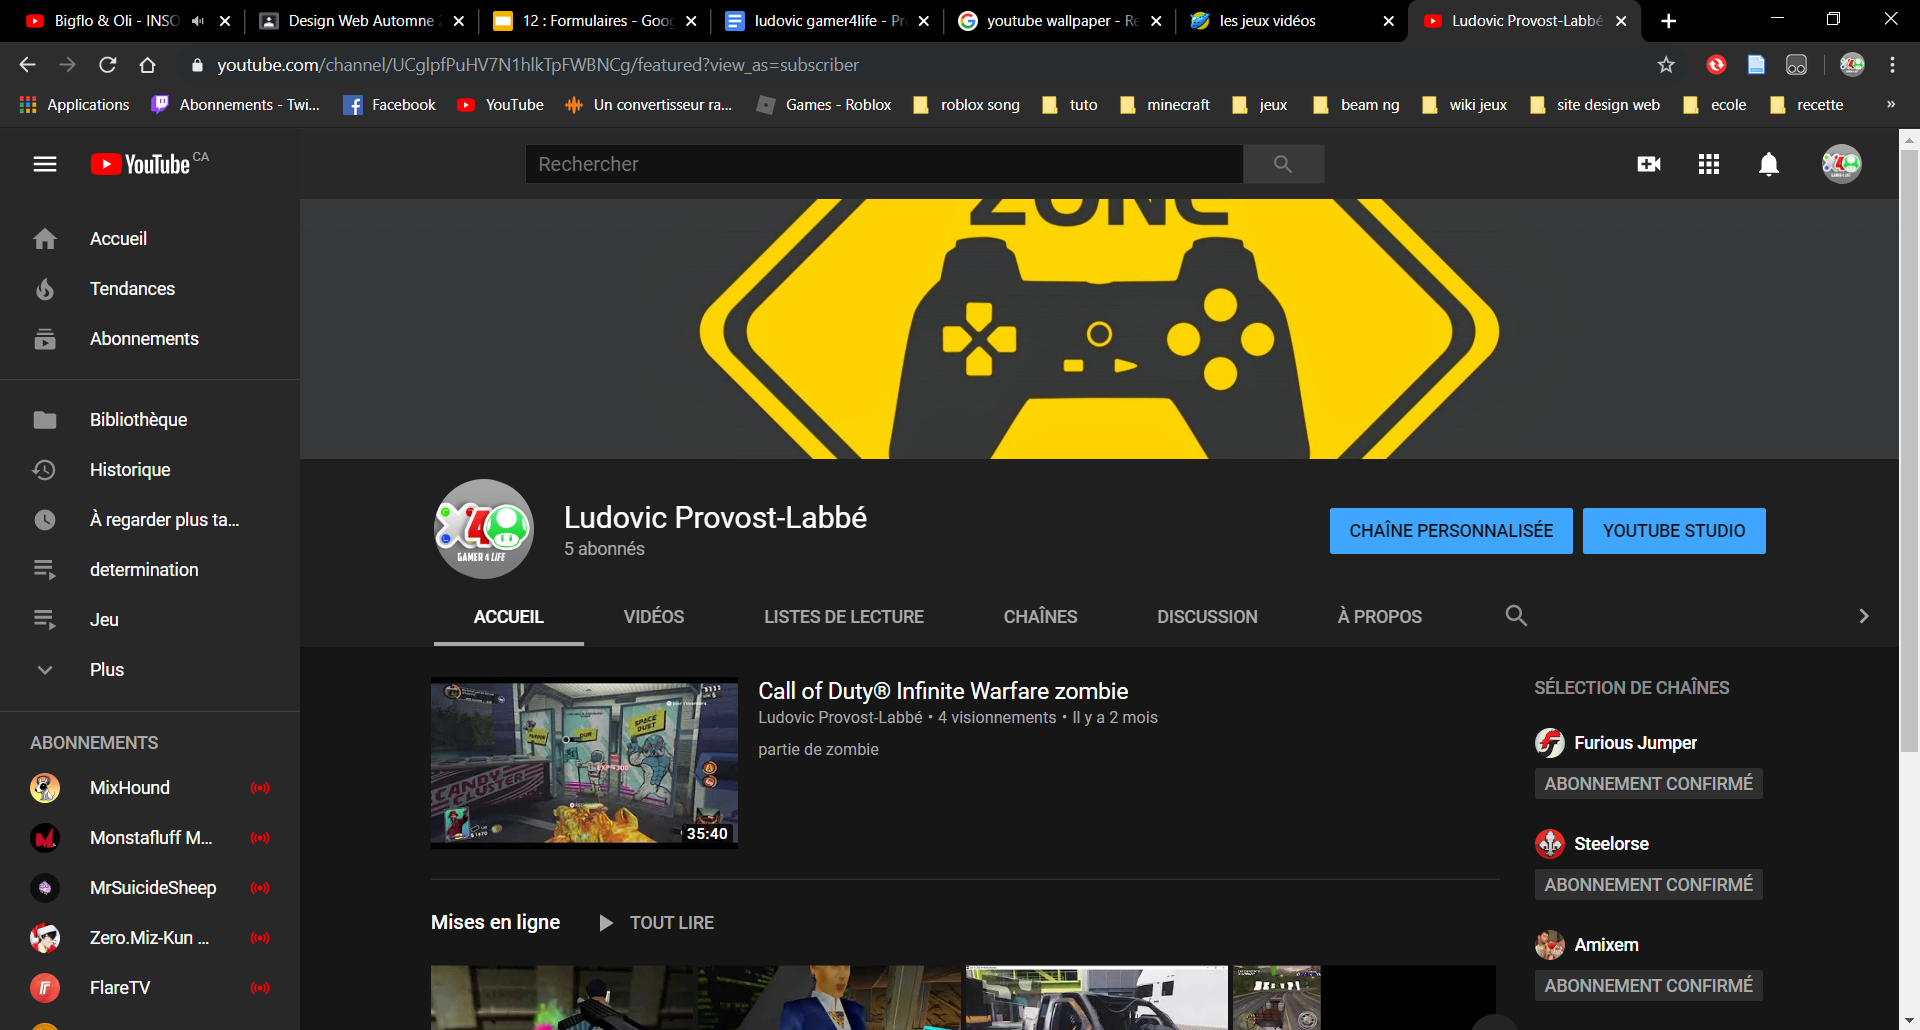 Bigflo & Oli - INSO
Design Web Automne 2
12 : Formulaires - Goog
ludovic gamer4life - Pr
youtube wallpaper - Re
les jeux vidéos
Ludovic Provost-Labbé
youtube.com/channel/UCglpfPuHV7N1hlkTpFWBNCg/featured?view_as=subscriber
Applications
Abonnements - Twi...
Facebook
YouTube
Un convertisseur ra...
Games - Roblox
roblox song
tuto
minecraft
jeux
beam ng
wiki jeux
site design web
ecole
recette
»
YouTube CA
Rechercher
Accueil
Tendances
Abonnements
Bibliothèque
Historique
À regarder plus ta...
determination
Jeu
Plus
ABONNEMENTS
MixHound
Monstafluff M...
MrSuicideSheep
Zero.Miz-Kun ...
FlareTV
ZONE
X4
GAMER 4 LIFE
Ludovic Provost-Labbé
5 abonnés
CHAÎNE PERSONNALISÉE
YOUTUBE STUDIO
ACCUEIL
VIDÉOS
LISTES DE LECTURE
CHAÎNES
DISCUSSION
À PROPOS
SPACE DUST
CANDY CLUSTER
35:40
Call of Duty® Infinite Warfare zombie
Ludovic Provost-Labbé • 4 visionnements • Il y a 2 mois
partie de zombie
Mises en ligne
TOUT LIRE
SÉLECTION DE CHAÎNES
Furious Jumper
ABONNEMENT CONFIRMÉ
Steelorse
ABONNEMENT CONFIRMÉ
Amixem
ABONNEMENT CONFIRMÉ